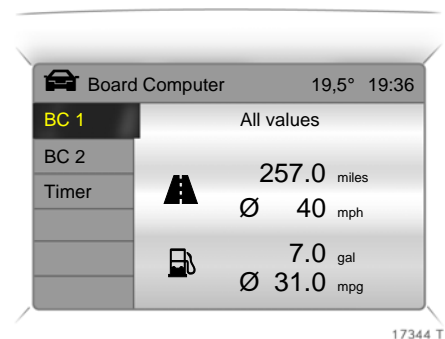 Board Computer 19,5° 19:36
BC 1
All values
BC 2
Timer
257.0 miles
Ø 40 mph
7.0 gal
Ø 31.0 mpg
17344 T